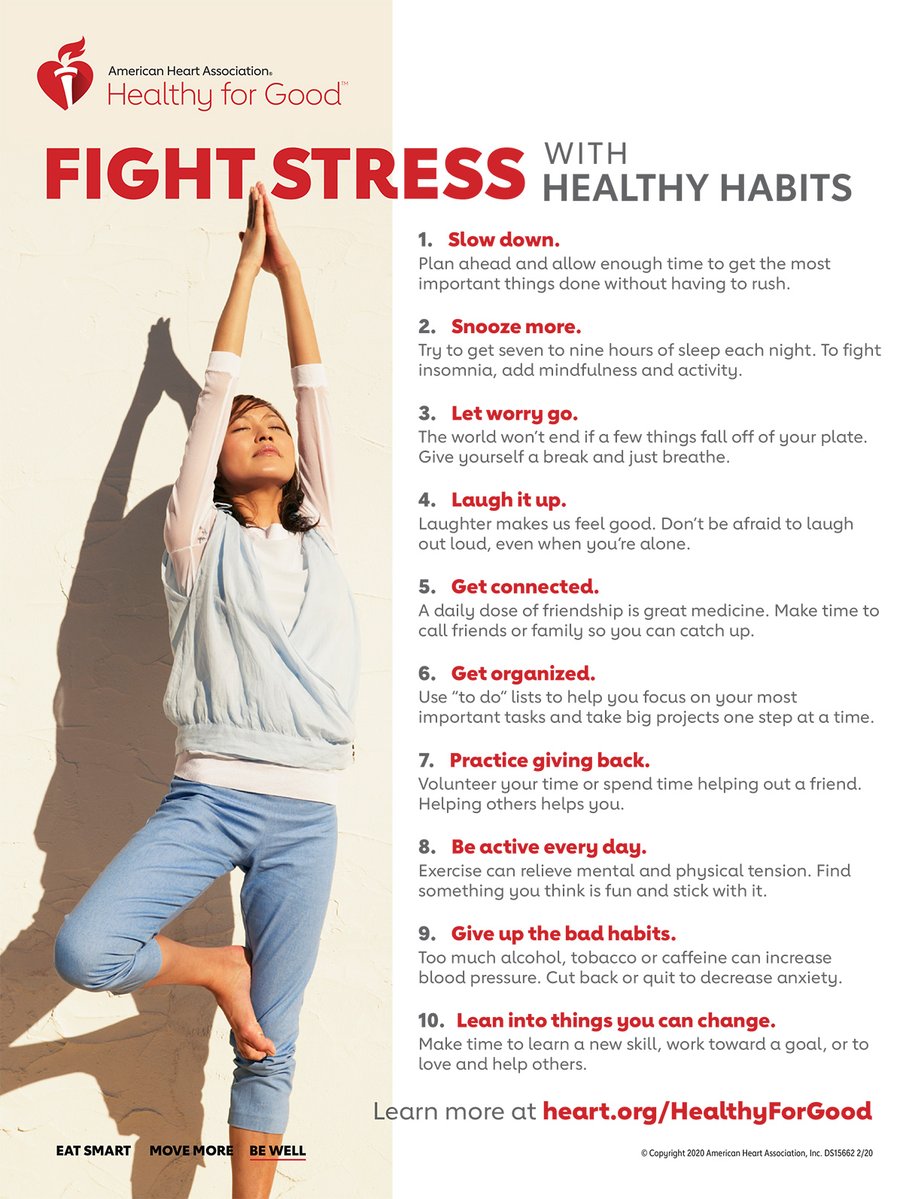 American Heart Association®
Healthy for Good™
FIGHT STRESS WITH
HEALTHY HABITS
1. Slow down.
Plan ahead and allow enough time to get the most
important things done without having to rush.
2. Snooze more.
Try to get seven to nine hours of sleep each night. To fight
insomnia, add mindfulness and activity.
3. Let worry go.
The world won't end if a few things fall off of your plate.
Give yourself a break and just breathe.
4. Laugh it up.
Laughter makes us feel good. Don't be afraid to laugh
out loud, even when you're alone.
5. Get connected.
A daily dose of friendship is great medicine. Make time to
call friends or family so you can catch up.
6. Get organized.
Use “to do“ lists to help you focus on your most
important tasks and take big projects one step at a time.
7. Practice giving back.
Volunteer your time or spend time helping out a friend.
Helping others helps you.
8. Be active every day.
Exercise can relieve mental and physical tension. Find
something you think is fun and stick with it.
9. Give up the bad habits.
Too much alcohol, tobacco or caffeine can increase
blood pressure. Cut back or quit to decrease anxiety.
10. Lean into things you can change.
Make time to learn a new skill, work toward a goal, or to
love and help others.
Learn more at heart.org/HealthyForGood
EAT SMART MOVE MORE BE WELL
© Copyright 2020 American Heart Association, Inc. DS15662 2/20